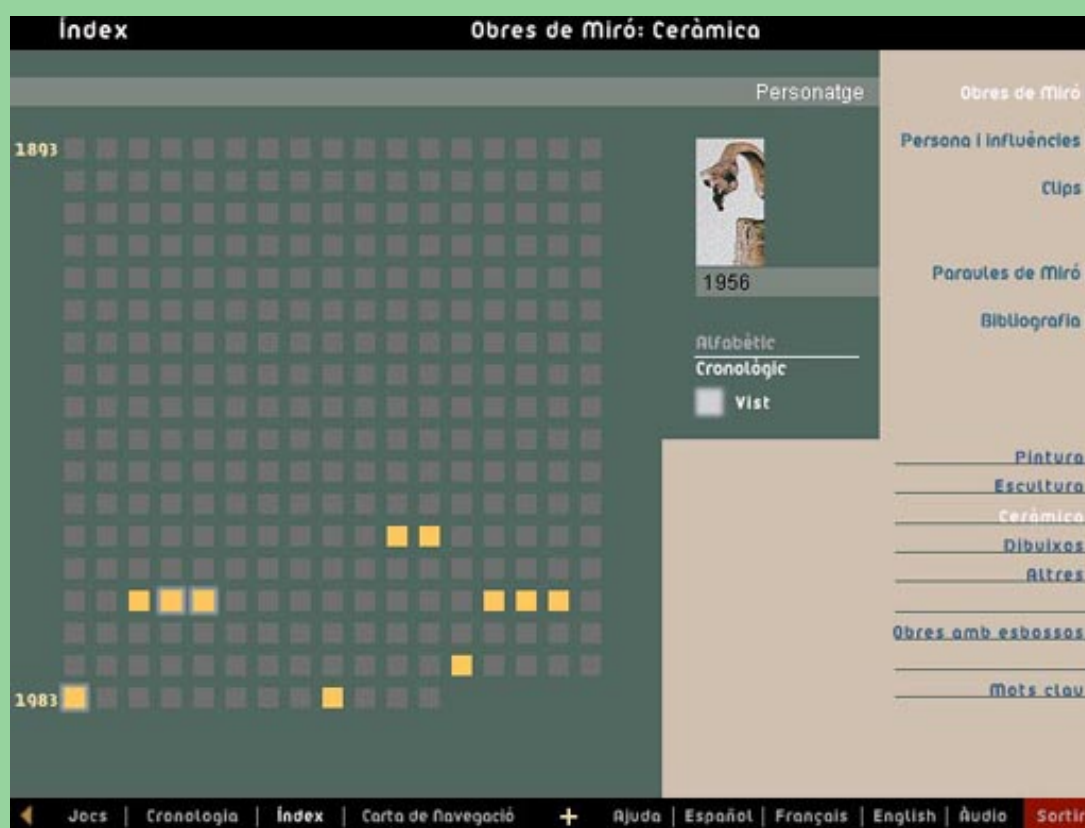 Índex
Obres de Miró: Ceràmica
Personatge
1893
1956
Alfabètic
Cronològic
Vist
1983
Obres de Miró
Persona i influències
Clips
Paraules de Miró
Bibliografia
Pintura
Escultura
Ceràmica
Dibuixos
Altres
Obres amb esbossos
Mots clau
Jocs | Cronologia | Índex | Carta de Navegació + Ajuda | Español | Français | English | Àudio Sortir